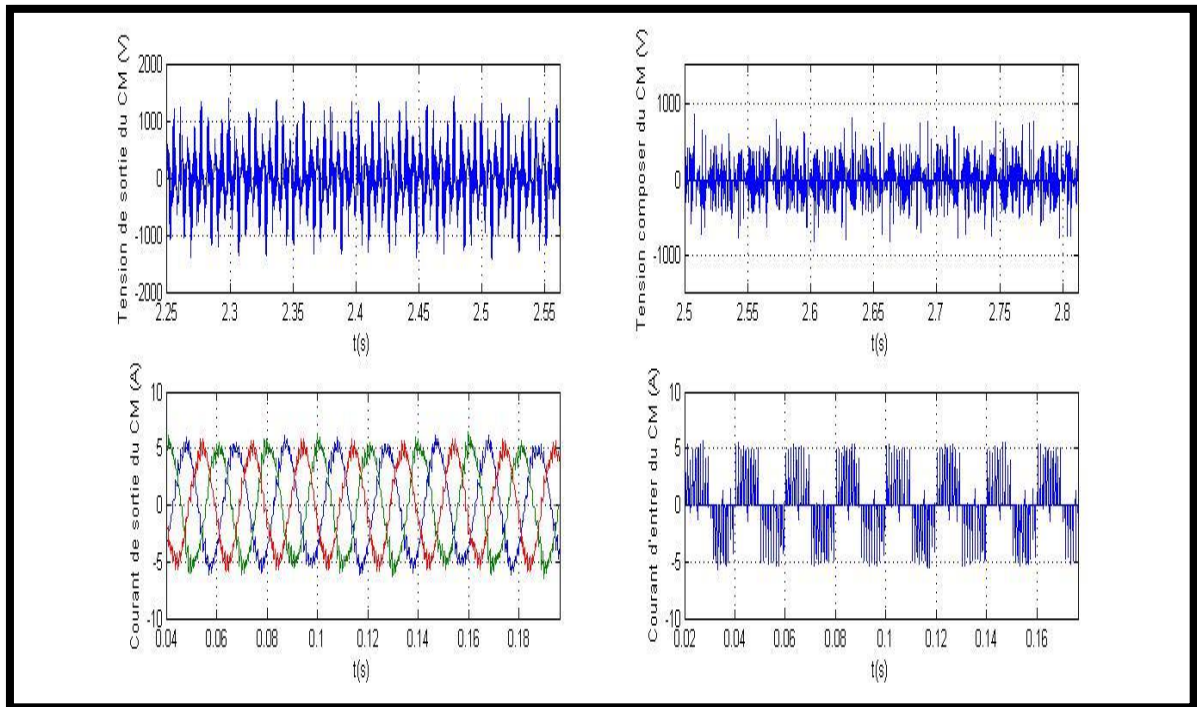 Tension de sortie du CM (V)
2000
1000
0
-1000
-2000
2.25 2.3 2.35 2.4 2.45 2.5 2.55
t(s)
Tension composer du CM (V)
1000
0
-1000
2.5 2.55 2.6 2.65 2.7 2.75 2.8
t(s)
Courant de sortie du CM (A)
10
5
0
-5
-10
0.04 0.06 0.08 0.1 0.12 0.14 0.16 0.18
t(s)
Courant d'entrer du CM (A)
10
5
0
-5
-10
0.02 0.04 0.06 0.08 0.1 0.12 0.14 0.16
t(s)